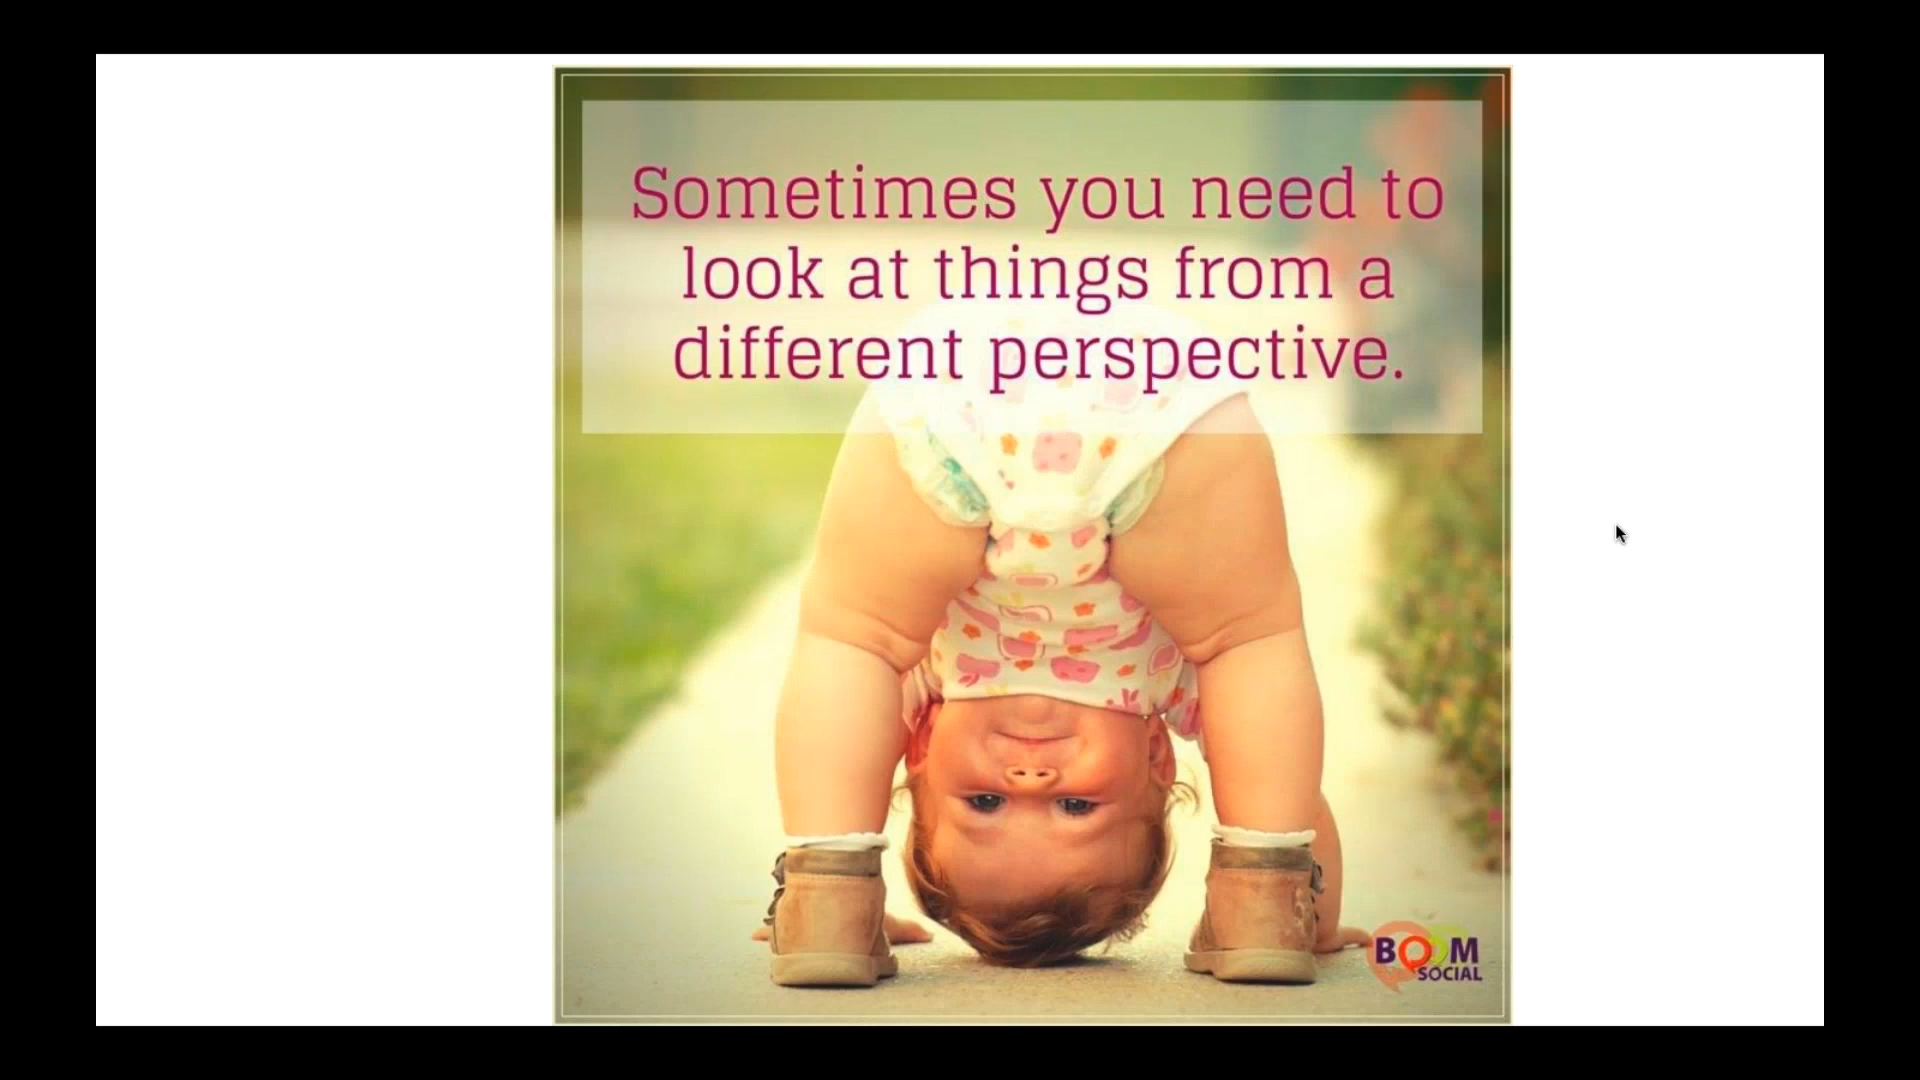 Sometimes you need to
look at things from a
different perspective.
BOOM
SOCIAL